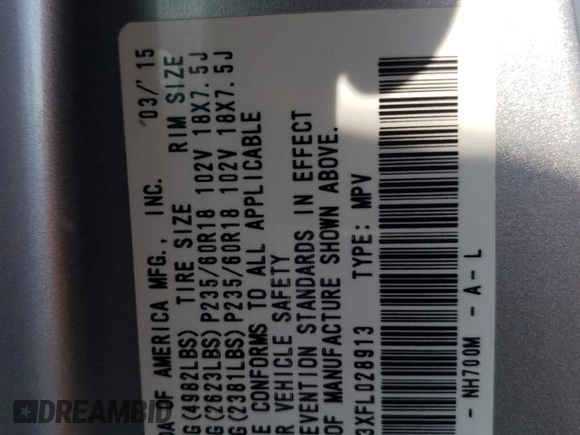 DA OF AMERICA MFG., INC. 03/'15
G(4982LBS) TIRE SIZE RIM SIZE
G(2623LBS) P235/60R18 102V 18X7.5J
G(2381LBS) P235/60R18 102V 18X7.5J
E CONFORMS TO ALL APPLICABLE
R VEHICLE SAFETY
EVENTION STANDARDS IN EFFECT
OF MANUFACTURE SHOWN ABOVE.
3XFL028913 TYPE: MPV
- NH700M - A - L
DREAMBID